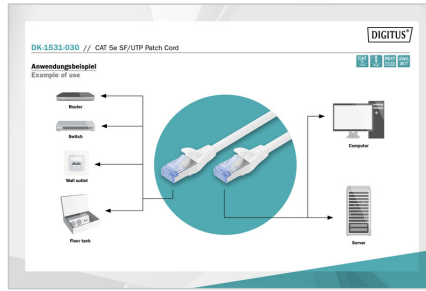 DIGITUS®
DK-1531-030 // CAT 5e SF/UTP Patch Cord
Anwendungsbeispiel
Example of use
Router
Switch
Wall outlet
Floor tank
Computer
Server